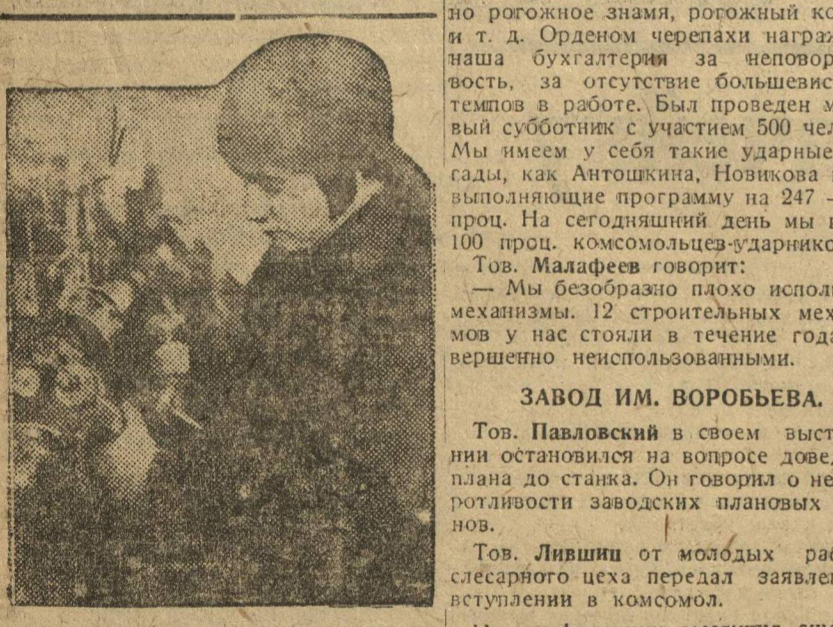 но рогожное знамя, рогожный ко
и т. д. Орденом черепахи награж
наша бухгалтерия за неповор
вость, за отсутствие большевис
темпов в работе. Был проведен м
вый субботник с участием 500 чел
Мы имеем у себя такие ударные
гады, как Антошкина, Новикова
выполняющие программу на 247 —
проц. На сегодняшний день мы
100 проц. комсомольцев-ударнико
Тов. Малафеев говорит:
— Мы безобразно плохо исполь
механизмы. 12 строительных мех
мов у нас стояли в течение года
вершенно неиспользованными.
ЗАВОД ИМ. ВОРОБЬЕВА.
Тов. Павловский в своем выст
нии остановился на вопросе дове
плана до станка. Он говорил о не
ротливости заводских плановых
нов.
Тов. Лившиц от молодых раб
слесарного цеха передал заявле
вступлении в комсомол.